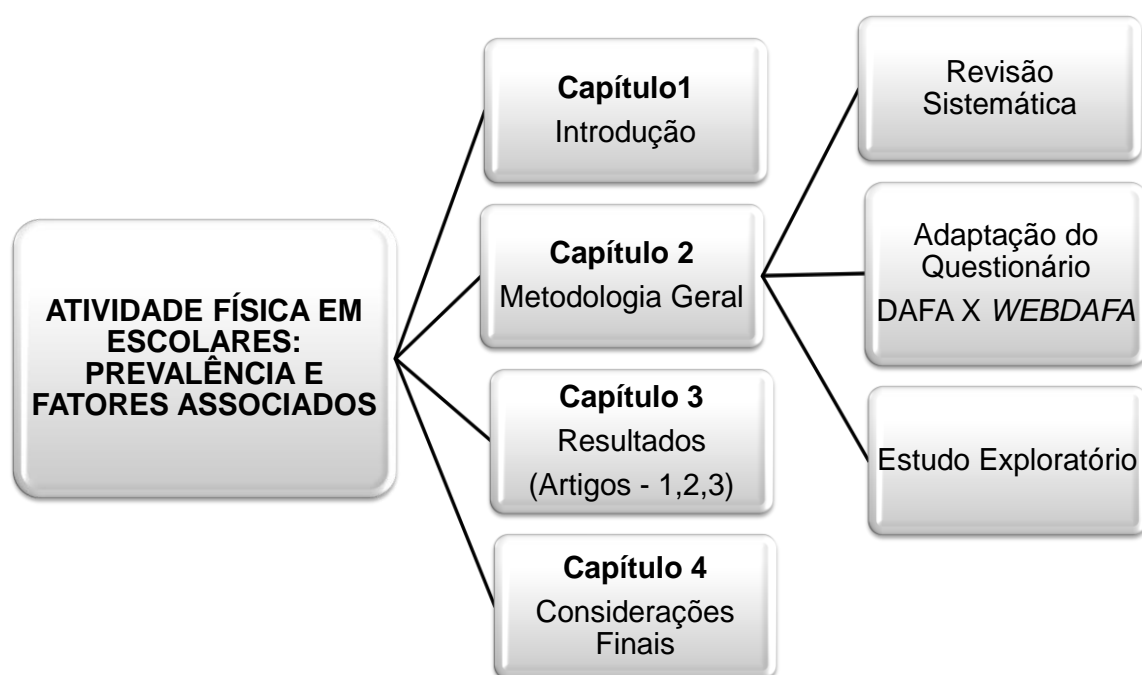 ATIVIDADE FÍSICA EM
ESCOLARES:
PREVALÊNCIA E
FATORES ASSOCIADOS
Capítulo1
Introdução
Capítulo 2
Metodologia Geral
Capítulo 3
Resultados
(Artigos - 1,2,3)
Capítulo 4
Considerações
Finais
Revisão
Sistemática
Adaptação do
Questionário
DAFA X WEBDAFA
Estudo Exploratório